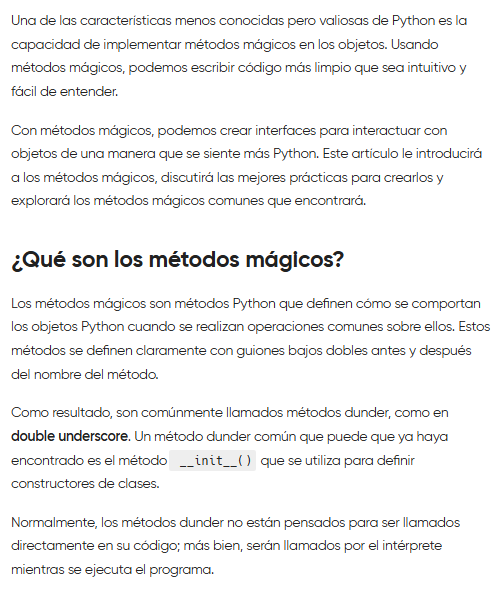 Una de las características menos conocidas pero valiosas de Python es la
capacidad de implementar métodos mágicos en los objetos. Usando
métodos mágicos, podemos escribir código más limpio que sea intuitivo y
fácil de entender.
Con métodos mágicos, podemos crear interfaces para interactuar con
objetos de una manera que se siente más Python. Este artículo le introducirá
a los métodos mágicos, discutirá las mejores prácticas para crearlos y
explorará los métodos mágicos comunes que encontrará.
¿Qué son los métodos mágicos?
Los métodos mágicos son métodos Python que definen cómo se comportan
los objetos Python cuando se realizan operaciones comunes sobre ellos. Estos
métodos se definen claramente con guiones bajos dobles antes y después
del nombre del método.
Como resultado, son comúnmente llamados métodos dunder, como en
double underscore. Un método dunder común que puede que ya haya
encontrado es el método __init__() que se utiliza para definir
constructores de clases.
Normalmente, los métodos dunder no están pensados para ser llamados
directamente en su código; más bien, serán llamados por el intérprete
mientras se ejecuta el programa.